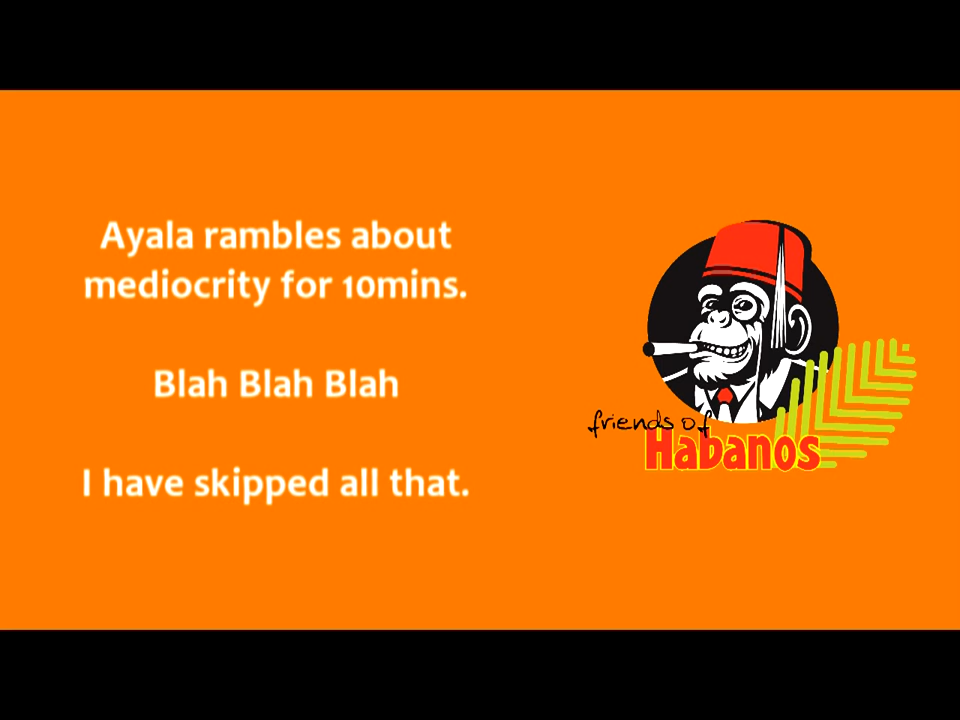 Ayala rambles about
mediocrity for 10mins.
Blah Blah Blah
I have skipped all that.
friends of
Habanos